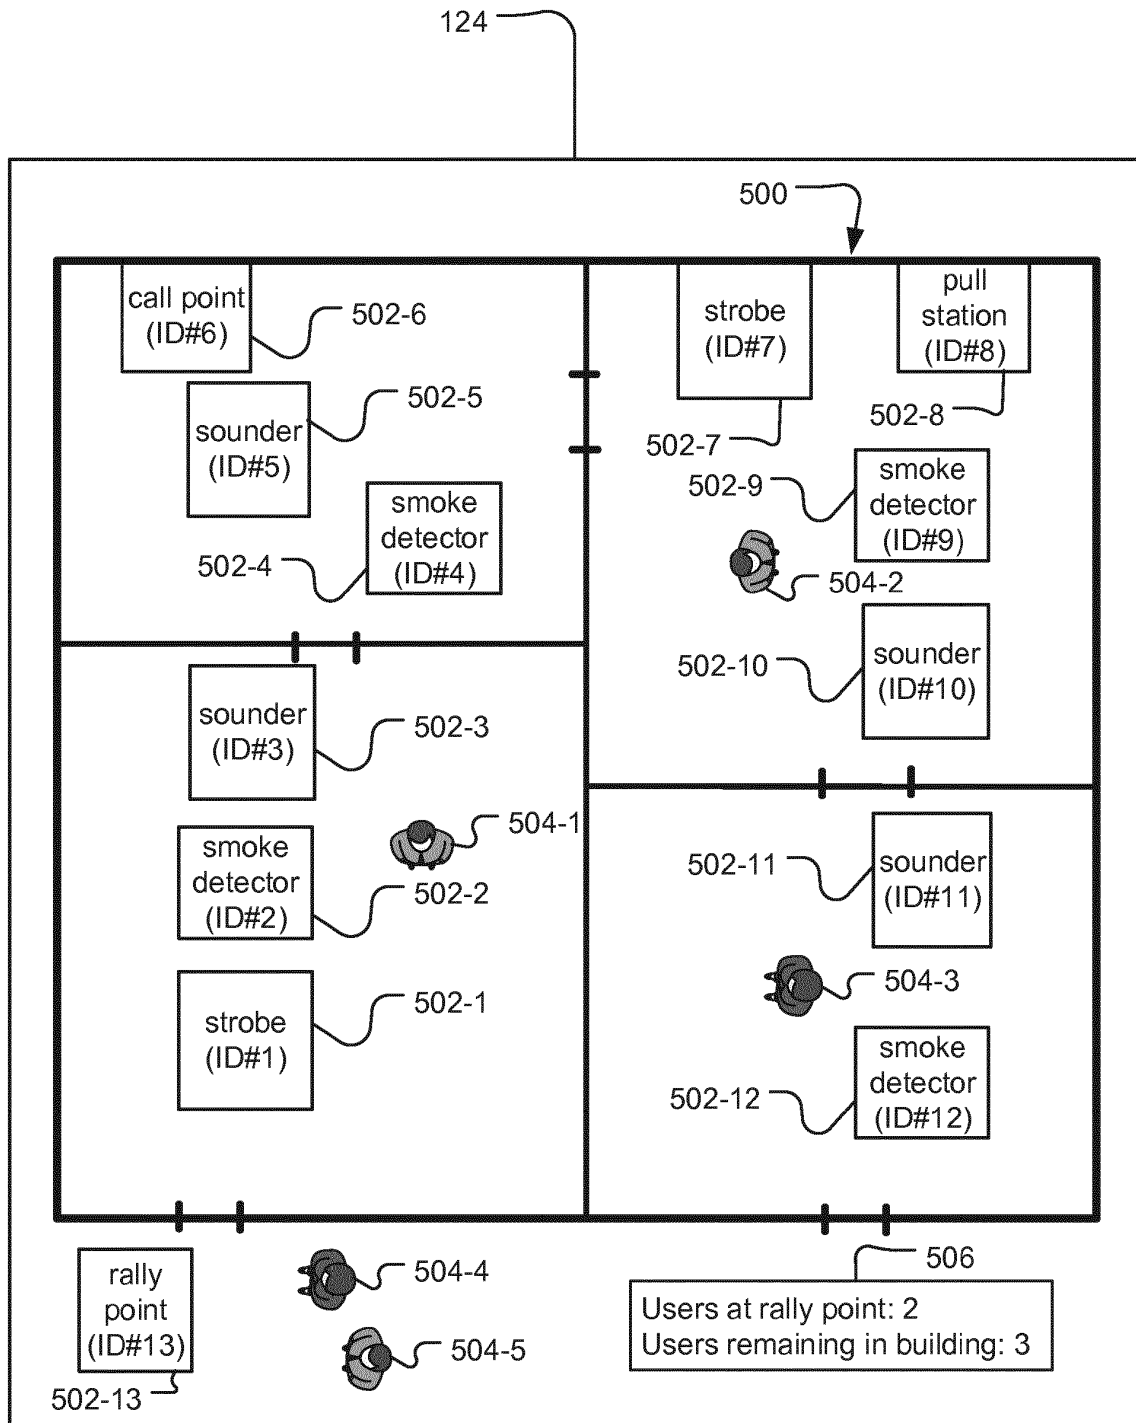 124
500
call point
(ID#6)
502-6
strobe
(ID#7)
502-7
pull
station
(ID#8)
502-8
sounder
(ID#5)
502-5
smoke
detector
(ID#4)
502-4
smoke
detector
(ID#9)
502-9
504-2
sounder
(ID#10)
502-10
sounder
(ID#3)
502-3
504-1
smoke
detector
(ID#2)
502-2
strobe
(ID#1)
502-1
sounder
(ID#11)
502-11
504-3
smoke
detector
(ID#12)
502-12
rally
point
(ID#13)
502-13
504-4
504-5
506
Users at rally point: 2
Users remaining in building: 3